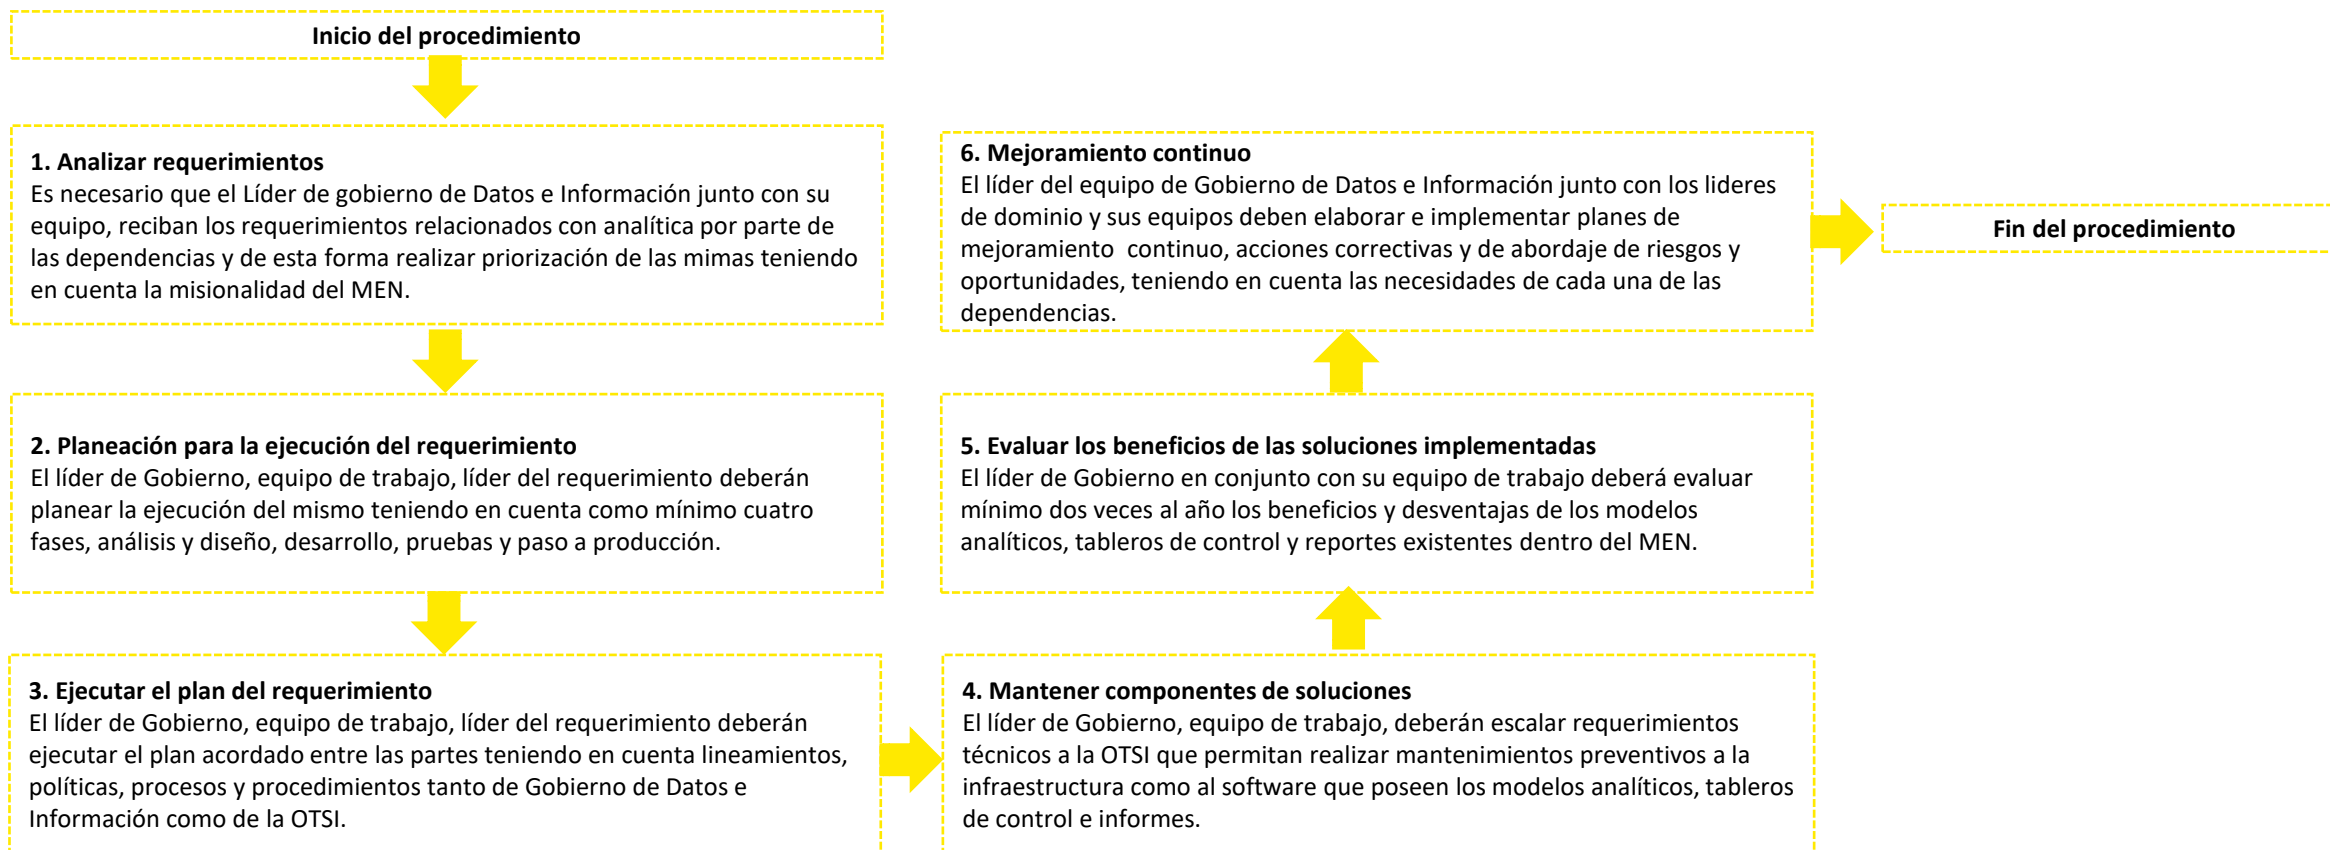 Inicio del procedimiento
1. Analizar requerimientos
Es necesario que el Líder de gobierno de Datos e Información junto con su
equipo, reciban los requerimientos relacionados con analítica por parte de
las dependencias y de esta forma realizar priorización de las mimas teniendo
en cuenta la misionalidad del MEN.
2. Planeación para la ejecución del requerimiento
El líder de Gobierno, equipo de trabajo, líder del requerimiento deberán
planear la ejecución del mismo teniendo en cuenta como mínimo cuatro
fases, análisis y diseño, desarrollo, pruebas y paso a producción.
3. Ejecutar el plan del requerimiento
El líder de Gobierno, equipo de trabajo, líder del requerimiento deberán
ejecutar el plan acordado entre las partes teniendo en cuenta lineamientos,
políticas, procesos y procedimientos tanto de Gobierno de Datos e
Información como de la OTSI.
4. Mantener componentes de soluciones
El líder de Gobierno, equipo de trabajo, deberán escalar requerimientos
técnicos a la OTSI que permitan realizar mantenimientos preventivos a la
infraestructura como al software que poseen los modelos analíticos, tableros
de control e informes.
5. Evaluar los beneficios de las soluciones implementadas
El líder de Gobierno en conjunto con su equipo de trabajo deberá evaluar
mínimo dos veces al año los beneficios y desventajas de los modelos
analíticos, tableros de control y reportes existentes dentro del MEN.
6. Mejoramiento continuo
El líder del equipo de Gobierno de Datos e Información junto con los lideres
de dominio y sus equipos deben elaborar e implementar planes de
mejoramiento  continuo, acciones correctivas y de abordaje de riesgos y
oportunidades, teniendo en cuenta las necesidades de cada una de las
dependencias.
Fin del procedimiento